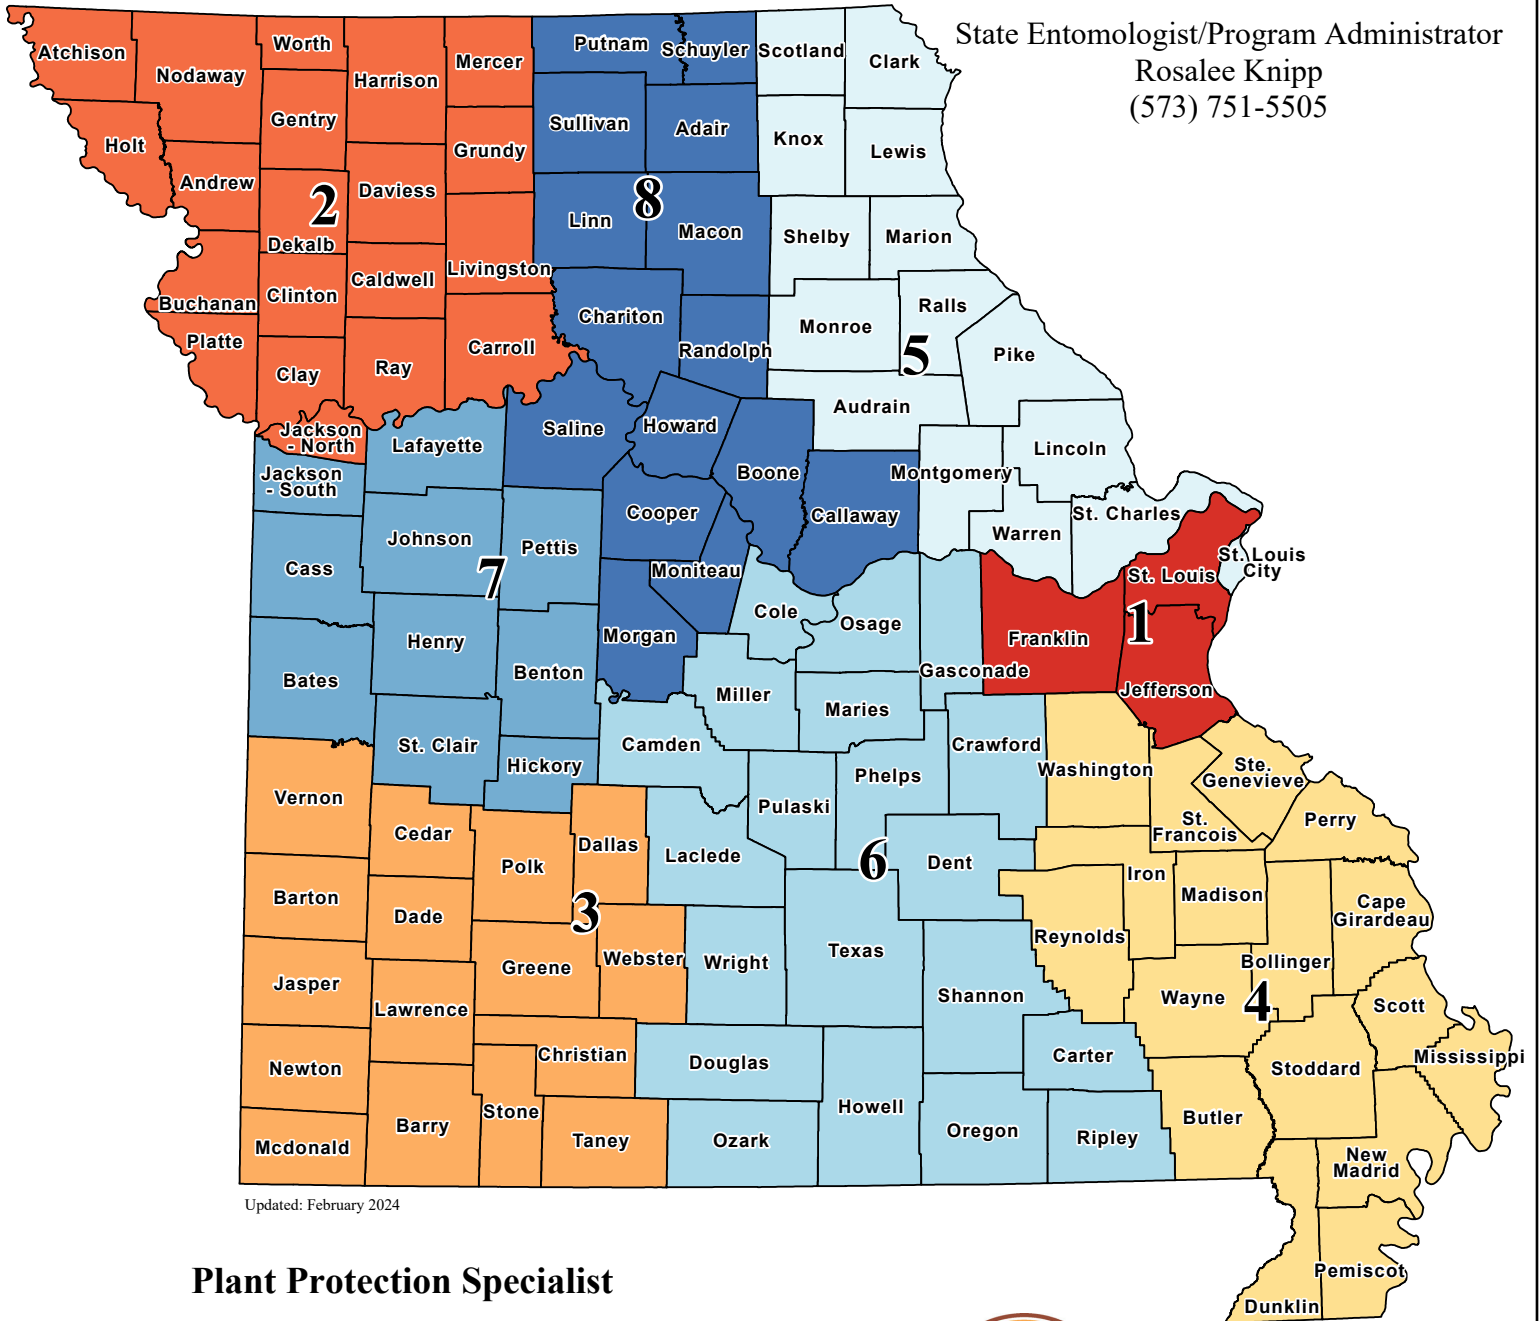 State Entomologist/Program Administrator
Rosalee Knipp
(573) 751-5505
Atchison
Nodaway
Worth
Harrison
Mercer
Putnam
Schuyler
Scotland
Clark
Holt
Gentry
Grundy
Sullivan
Adair
Knox
Lewis
Andrew
2
Dekalb
Daviess
Livingston
Linn
8
Macon
Shelby
Marion
Buchanan
Clinton
Caldwell
Chariton
Randolph
Monroe
Ralls
5
Pike
Platte
Clay
Ray
Carroll
Audrain
Jackson
- North
Lafayette
Saline
Howard
Boone
Callaway
Montgomery
Lincoln
Jackson
- South
Johnson
7
Pettis
Cooper
Moniteau
Warren
St. Charles
St. Louis
St. Louis
City
Cass
Henry
Benton
Morgan
Cole
Osage
Gasconade
Franklin
1
Jefferson
Bates
St. Clair
Hickory
Camden
Miller
Maries
Phelps
Crawford
Washington
Ste.
Genevieve
St.
Francois
Perry
Vernon
Cedar
Polk
Dallas
Laclede
Pulaski
6
Dent
Iron
Madison
Cape
Girardeau
Barton
Dade
3
Greene
Webster
Wright
Texas
Shannon
Reynolds
Bollinger
Wayne
4
Scott
Mississippi
Jasper
Lawrence
Christian
Douglas
Howell
Carter
Stoddard
Newton
Barry
Stone
Taney
Ozark
Oregon
Ripley
Butler
New
Madrid
Mcdonald
Pemiscot
Dunklin
Updated: February 2024
Plant Protection Specialist